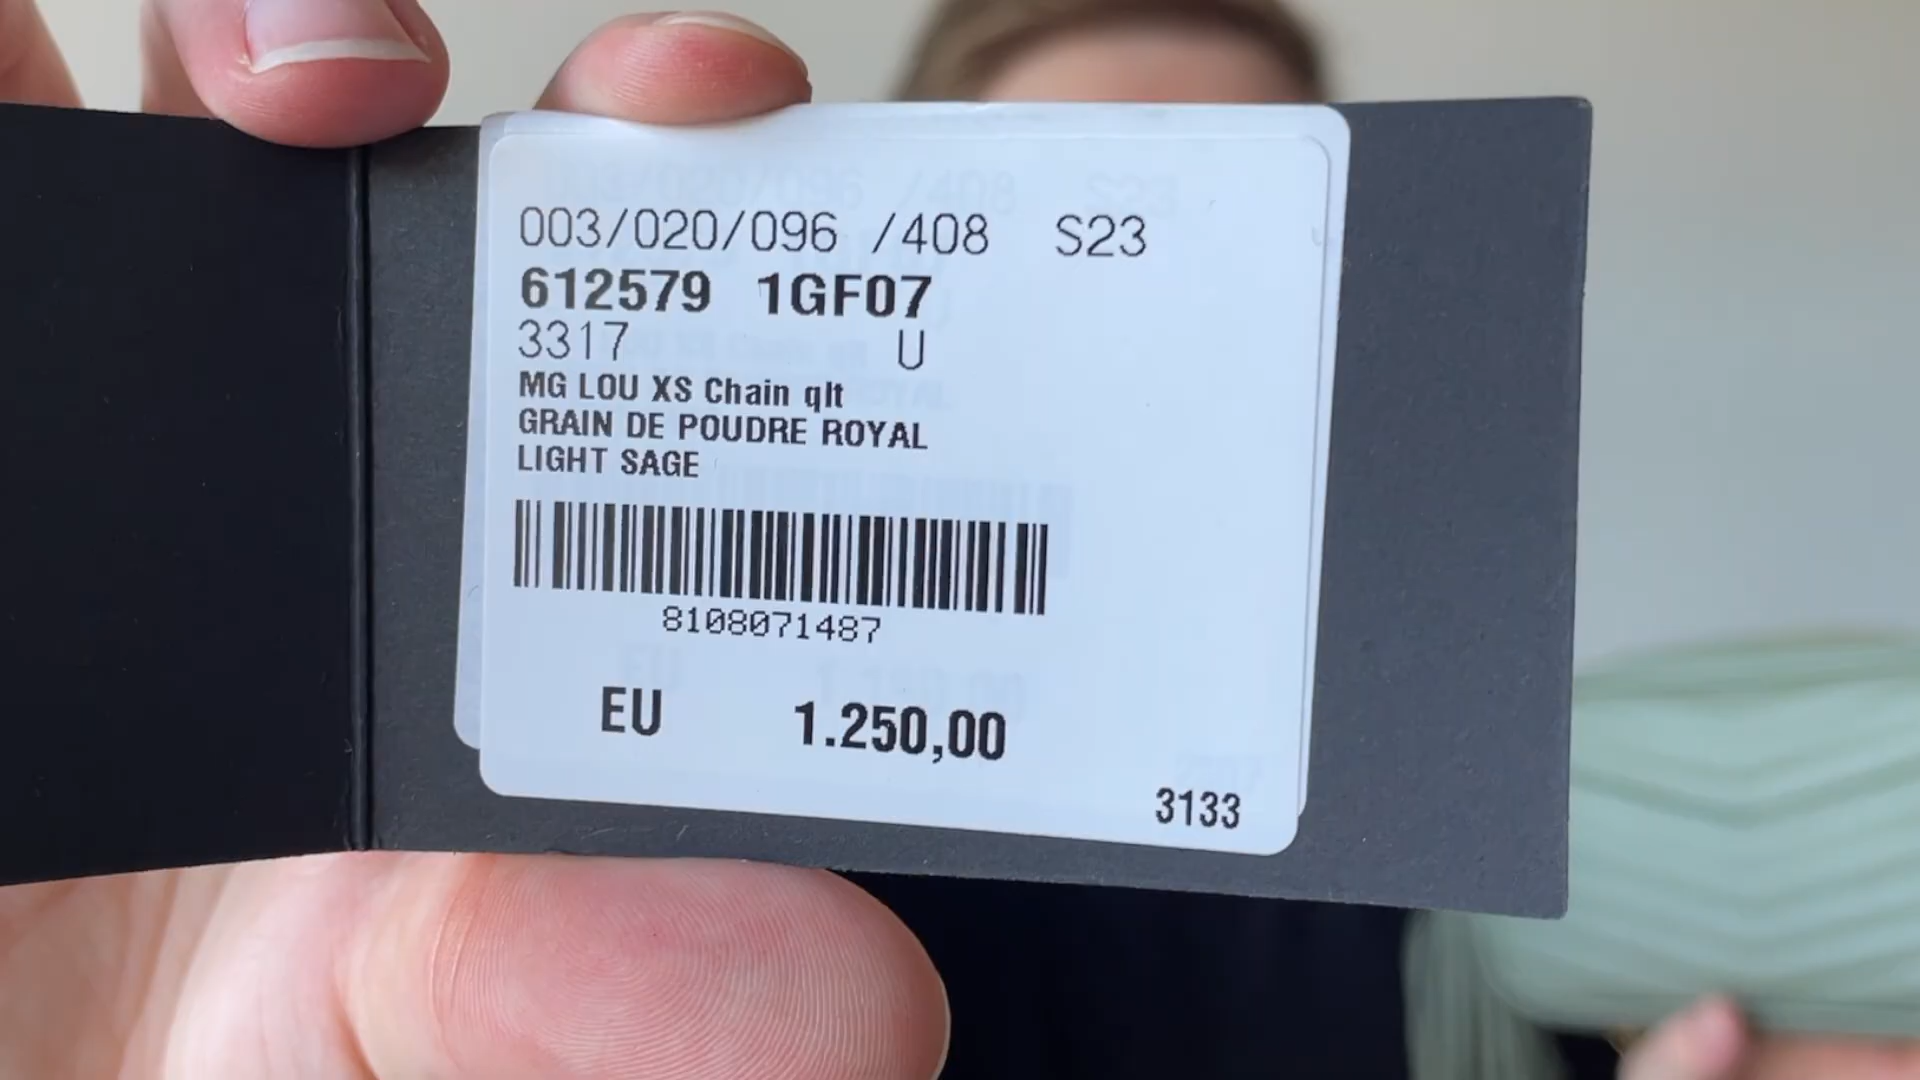 003/020/096 /408 S23
612579 1GF07
3317 U
MG LOU XS Chain qlt
GRAIN DE POUDRE ROYAL
LIGHT SAGE
8108071487
EU 1.250,00
3133